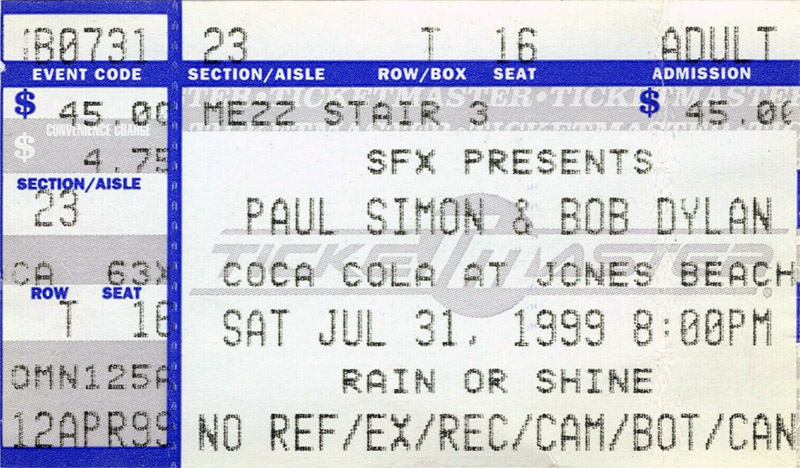 IB0731 23 T 16 ADULT
EVENT CODE SECTION/AISLE ROW/BOX SEAT ADMISSION
$ 45.00 MEZZ STAIR 3 $ 45.00
CONVENIENCE CHARGE
$ 4.75
SFX PRESENTS
SECTION/AISLE
23
PAUL SIMON & BOB DYLAN
TICKETMASTER
CA 63X COCA COLA AT JONES BEACH
ROW SEAT
T 16
SAT JUL 31, 1999 8:00PM
OMN125A RAIN OR SHINE
12APR99 NO REF/EX/REC/CAM/BOT/CAN